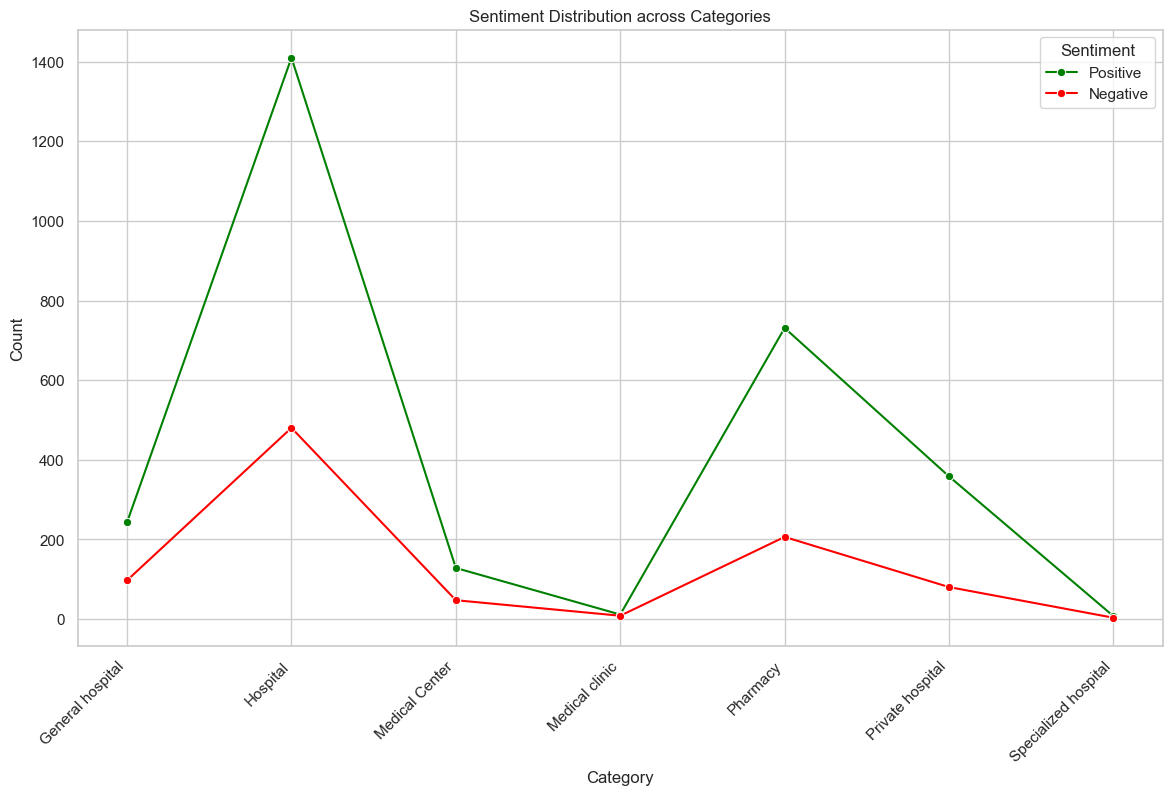 Sentiment Distribution across Categories
Sentiment
Positive
Negative
1400
1200
1000
800
600
400
200
0
Count
General hospital
Hospital
Medical Center
Medical clinic
Pharmacy
Private hospital
Specialized hospital
Category